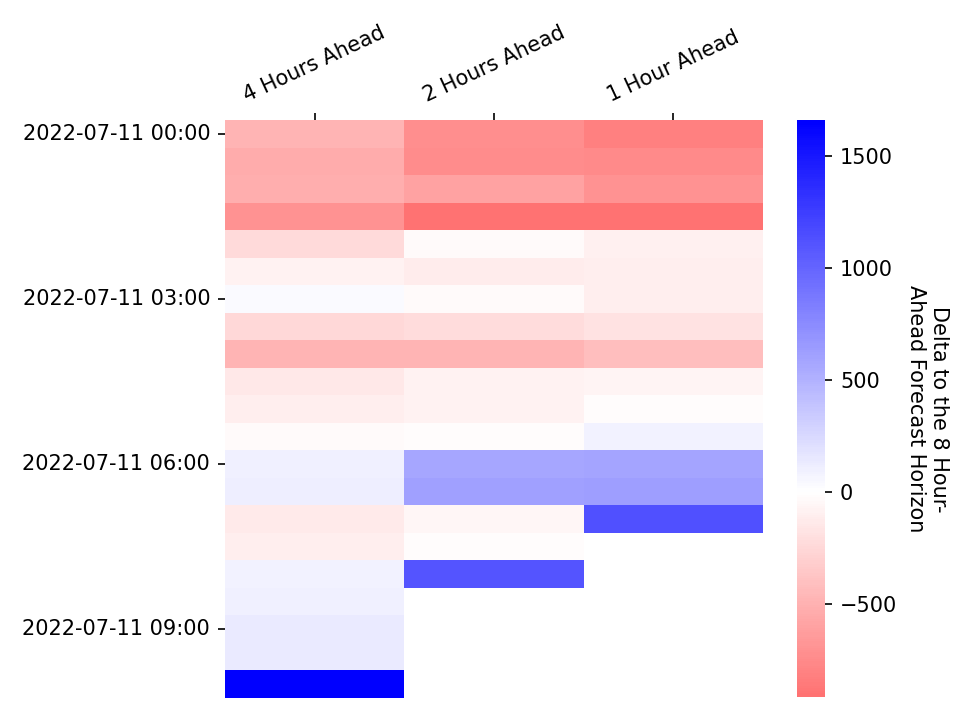 4 Hours Ahead
2 Hours Ahead
1 Hour Ahead
2022-07-11 00:00
2022-07-11 03:00
2022-07-11 06:00
2022-07-11 09:00
1500
1000
500
0
−500
Delta to the 8 Hour-
Ahead Forecast Horizon